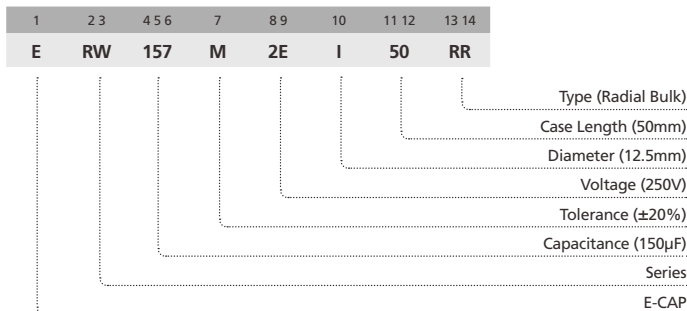 1 2 3 4 5 6 7 8 9 10 11 12 13 14
E RW 157 M 2E I 50 RR
Type (Radial Bulk)
Case Length (50mm)
Diameter (12.5mm)
Voltage (250V)
Tolerance (±20%)
Capacitance (150µF)
Series
E-CAP